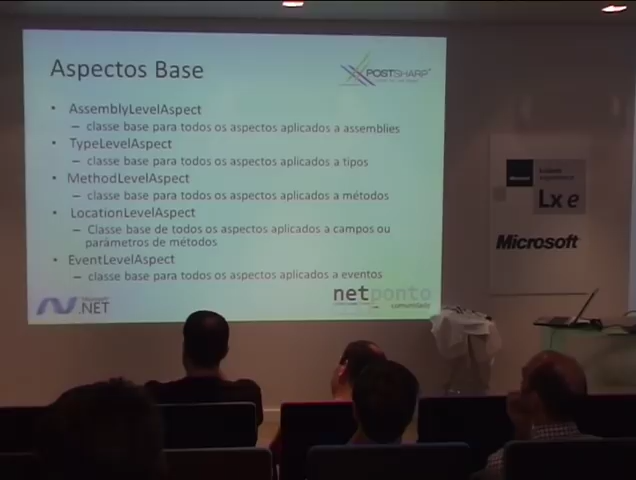 Aspectos Base
POSTSHARP
• AssemblyLevelAspect
– classe base para todos os aspectos aplicados a assemblies
• TypeLevelAspect
– classe base para todos os aspectos aplicados a tipos
• MethodLevelAspect
– classe base para todos os aspectos aplicados a métodos
• LocationLevelAspect
– Classe base de todos os aspectos aplicados a campos ou
parâmetros de métodos
• EventLevelAspect
– classe base para todos os aspectos aplicados a eventos
Microsoft
.NET
netponto
comunidade
Lx e
Microsoft